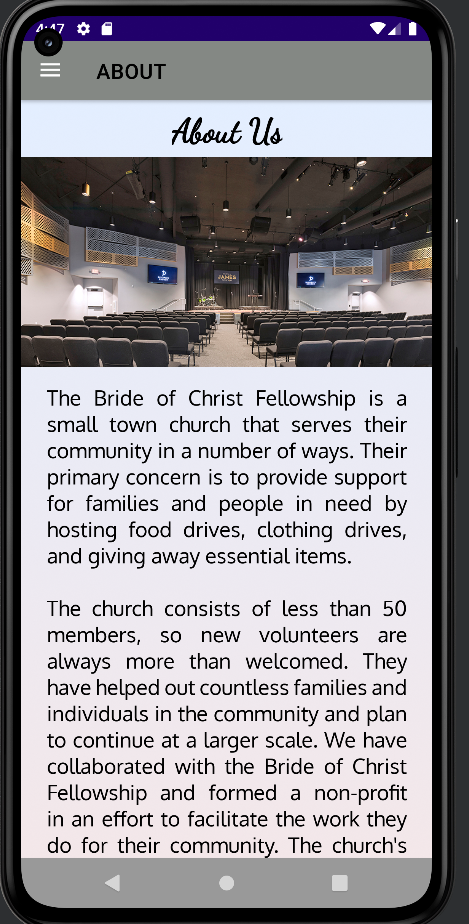 4:47
ABOUT
About Us
JAMES
The Bride of Christ Fellowship is a
small town church that serves their
community in a number of ways. Their
primary concern is to provide support
for families and people in need by
hosting food drives, clothing drives,
and giving away essential items.
The church consists of less than 50
members, so new volunteers are
always more than welcomed. They
have helped out countless families and
individuals in the community and plan
to continue at a larger scale. We have
collaborated with the Bride of Christ
Fellowship and formed a non-profit
in an effort to facilitate the work they
do for their community. The church's